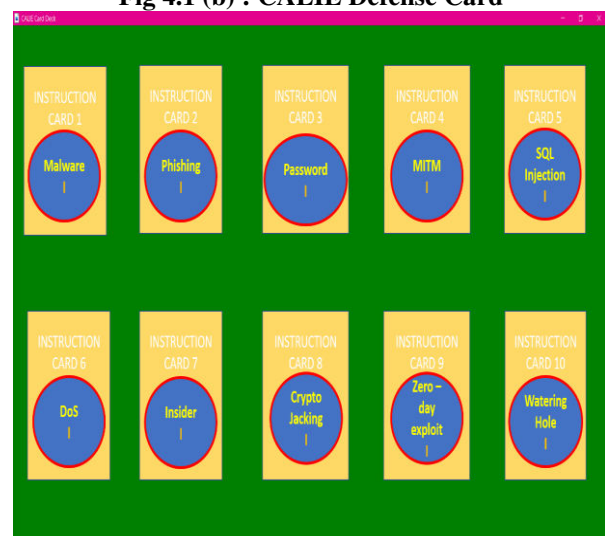 Fig 4.1 (b) : CALIE Defense Card
CALIE Card Deck
INSTRUCTION
CARD 1
Malware
I
INSTRUCTION
CARD 2
Phishing
I
INSTRUCTION
CARD 3
Password
I
INSTRUCTION
CARD 4
MITM
I
INSTRUCTION
CARD 5
SQL
Injection
I
INSTRUCTION
CARD 6
DoS
I
INSTRUCTION
CARD 7
Insider
I
INSTRUCTION
CARD 8
Crypto
Jacking
I
INSTRUCTION
CARD 9
Zero –
day
exploit
I
INSTRUCTION
CARD 10
Watering
Hole
I